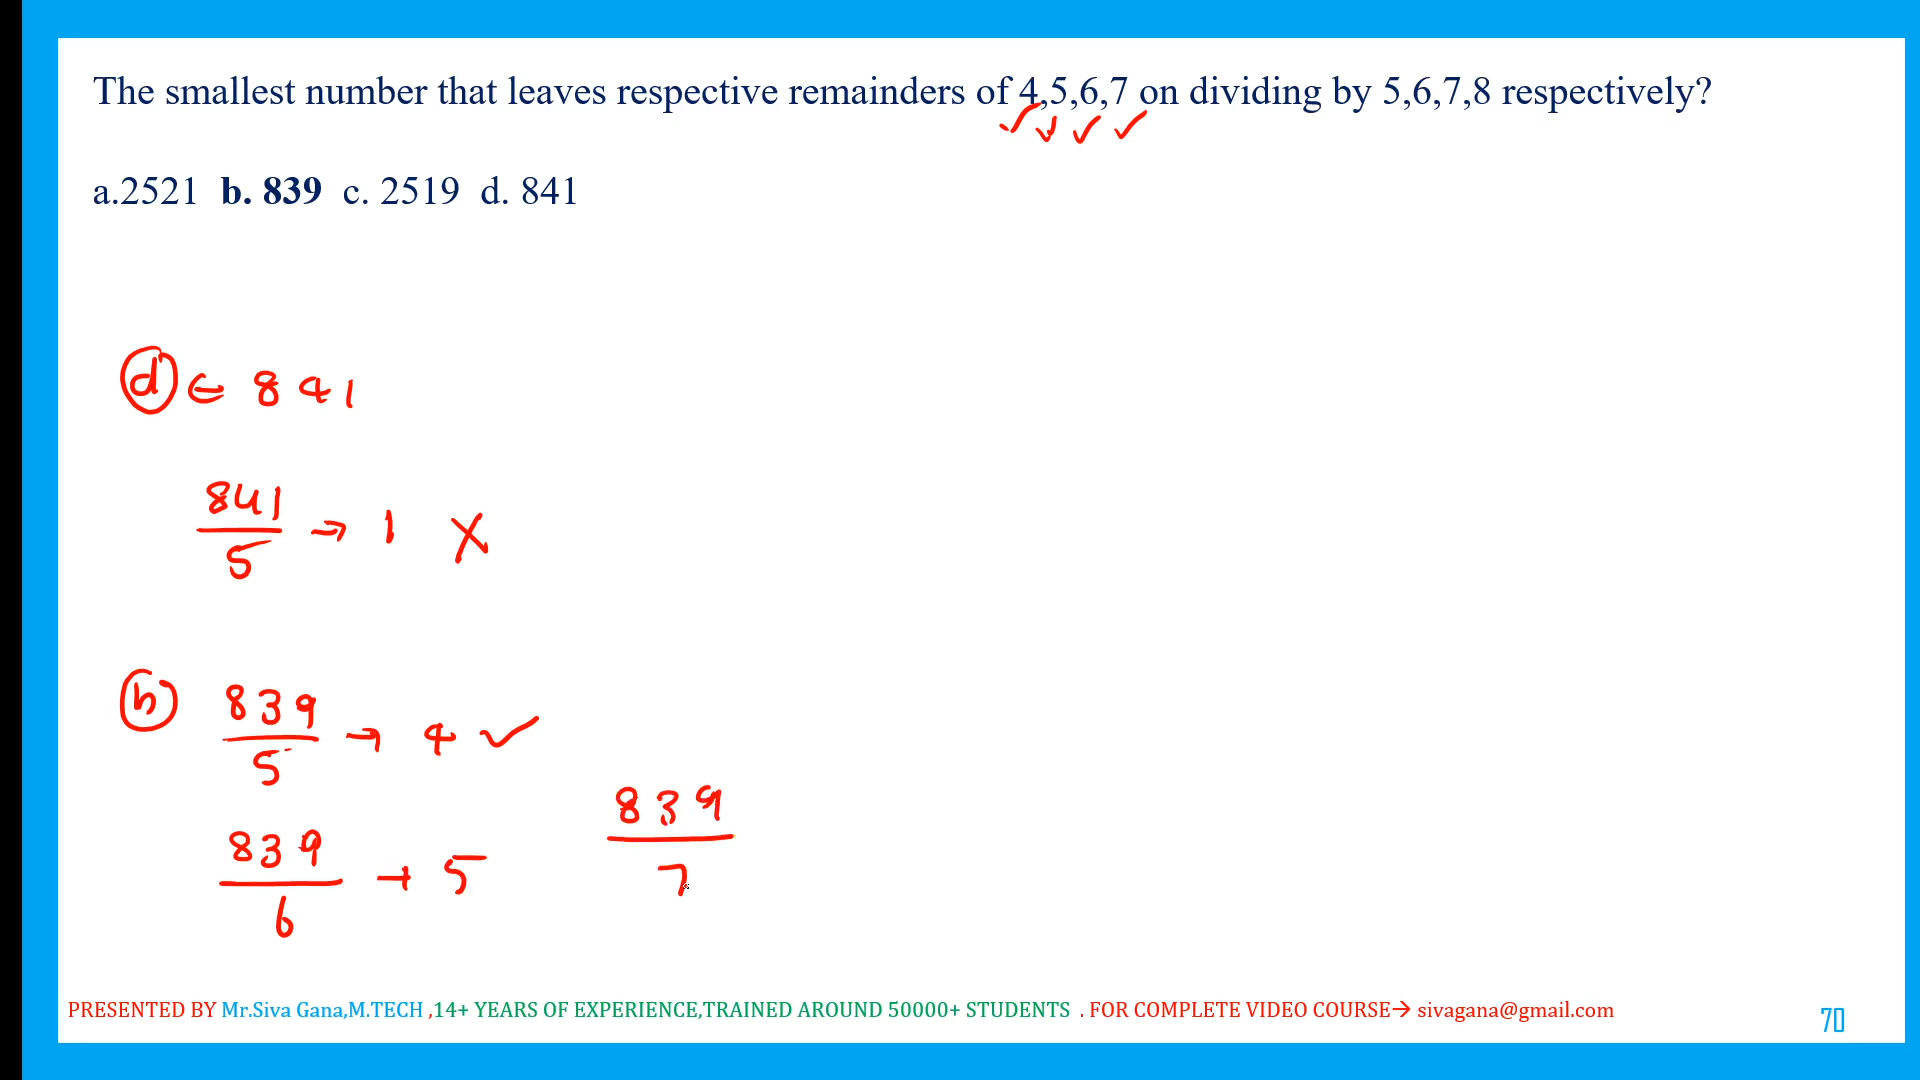 The smallest number that leaves respective remainders of 4,5,6,7 on dividing by 5,6,7,8 respectively?
a.2521 b. 839 c. 2519 d. 841
d ∈ 841
841/5 → 1 X
b 839/5 → 4 ✓
839/6 → 5
839/7
PRESENTED BY Mr.Siva Gana,M.TECH ,14+ YEARS OF EXPERIENCE,TRAINED AROUND 50000+ STUDENTS . FOR COMPLETE VIDEO COURSE→ sivagana@gmail.com
70